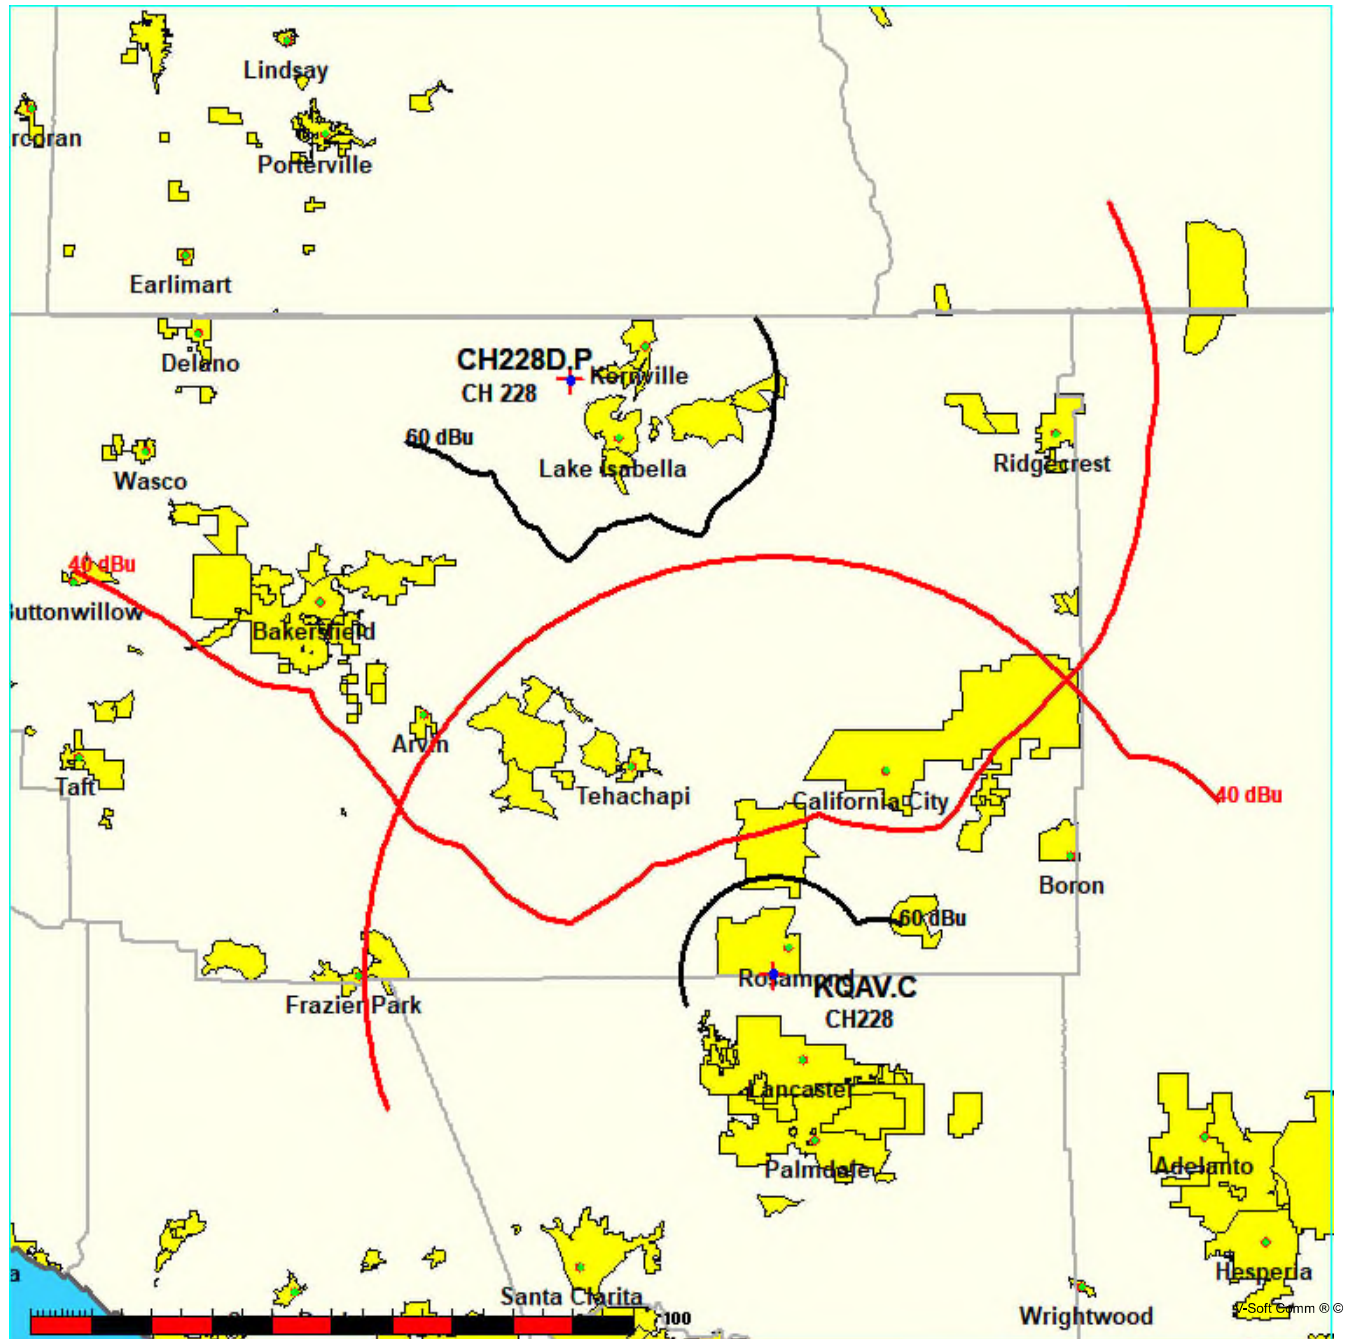 Lindsay
rcoran
Porterville
Earlimart
Delano
CH228D.P
Kernville
CH 228
60 dBu
Lake Isabella
Ridgecrest
Wasco
40 dBu
Buttonwillow
Bakersfield
Arvin
Taft
Tehachapi
California City
40 dBu
Boron
60 dBu
Rosamond
KQAV.C
CH228
Frazier Park
Lancaster
Palmdale
Adelanto
a
Hesperia
Santa Clarita
Wrightwood
100
V-Soft Comm ® ©